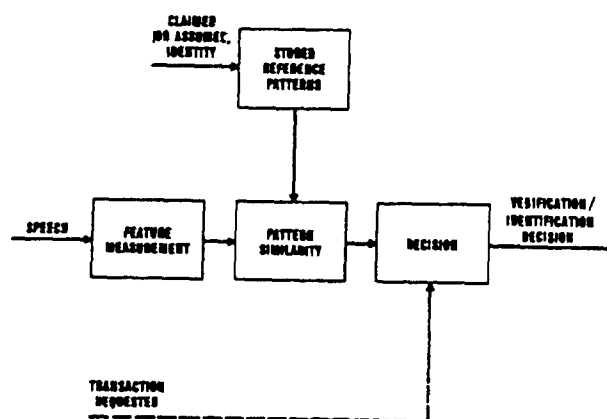 CLAIMED
(OR ASSUMED)
IDENTITY
STORED
REFERENCE
PATTERNS
SPEECH
FEATURE
MEASUREMENT
PATTERN
SIMILARITY
DECISION
VERIFICATION/
IDENTIFICATION
DECISION
TRANSACTION
REQUESTED